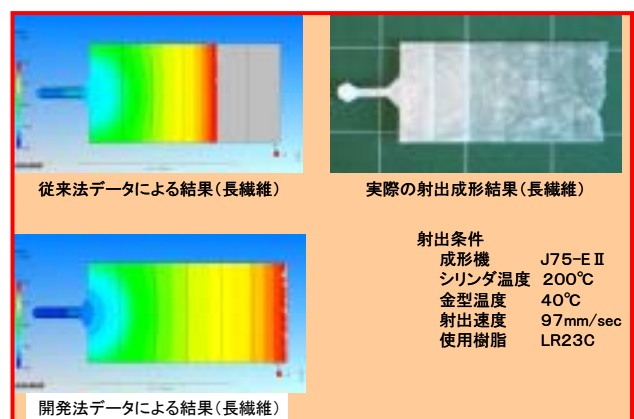 従来法データによる結果(長繊維)
実際の射出成形結果(長繊維)
射出条件
成形機 J75-EⅡ
シリンダ温度 200℃
金型温度 40℃
射出速度 97mm/sec
使用樹脂 LR23C
開発法データによる結果(長繊維)